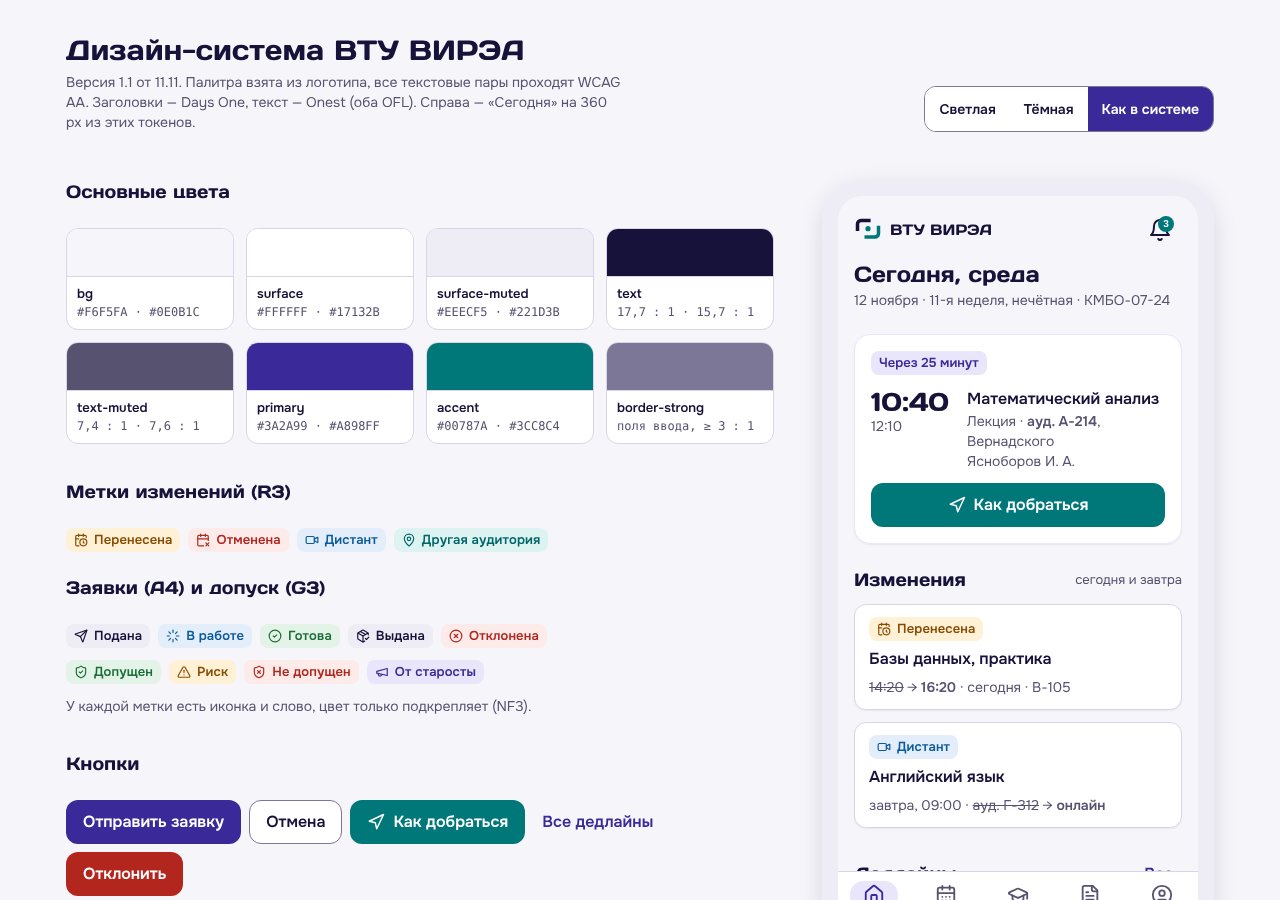 Дизайн-система ВТУ ВИРЭА
Версия 1.1 от 11.11. Палитра взята из логотипа, все текстовые пары проходят WCAG
AA. Заголовки — Days One, текст — Onest (оба OFL). Справа — «Сегодня» на 360
px из этих токенов.
Светлая
Тёмная
Как в системе
Основные цвета
bg
#F6F5FA · #0E0B1C
surface
#FFFFFF · #17132B
surface-muted
#EEECF5 · #221D3B
text
17,7 : 1 · 15,7 : 1
text-muted
7,4 : 1 · 7,6 : 1
primary
#3A2A99 · #A898FF
accent
#00787A · #3CC8C4
border-strong
поля ввода, ≥ 3 : 1
Метки изменений (R3)
Перенесена
Отменена
Дистант
Другая аудитория
Заявки (A4) и допуск (G3)
Подана
В работе
Готова
Выдана
Отклонена
Допущен
Риск
Не допущен
От старосты
У каждой метки есть иконка и слово, цвет только подкрепляет (NF3).
Кнопки
Отправить заявку
Отмена
Как добраться
Все дедлайны
Отклонить
ВТУ ВИРЭА
3
Сегодня, среда
12 ноября · 11-я неделя, нечётная · КМБО-07-24
Через 25 минут
10:40
12:10
Математический анализ
Лекция · ауд. А-214,
Вернадского
Ясноборов И. А.
Как добраться
Изменения
сегодня и завтра
Перенесена
Базы данных, практика
14:20 → 16:20 · сегодня · В-105
Дистант
Английский язык
завтра, 09:00 · ауд. Г-312 → онлайн